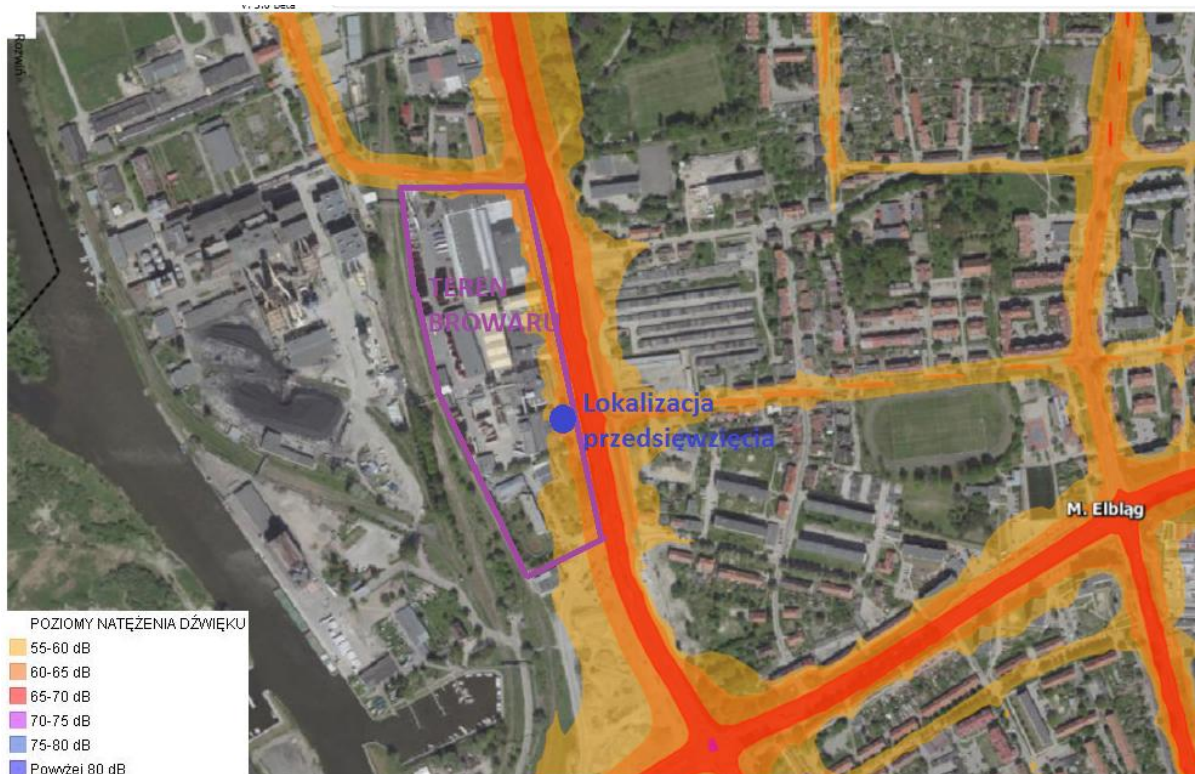 Rozwiń
TEREN
BROWARU
Lokalizacja
przedsięwzięcia
M. Elbląg
POZIOMY NATĘŻENIA DŹWIĘKU
55-60 dB
60-65 dB
65-70 dB
70-75 dB
75-80 dB
Powyżej 80 dB